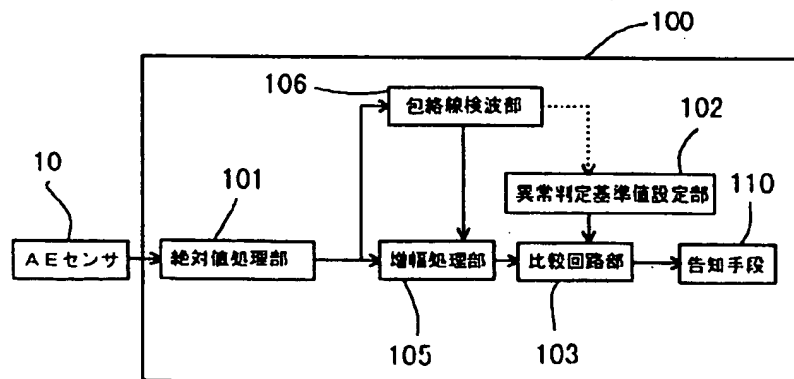 100
106
包絡線検波部
102
10
101
異常判定基準値設定部
110
AEセンサ
絶対値処理部
増幅処理部
比較回路部
告知手段
105
103